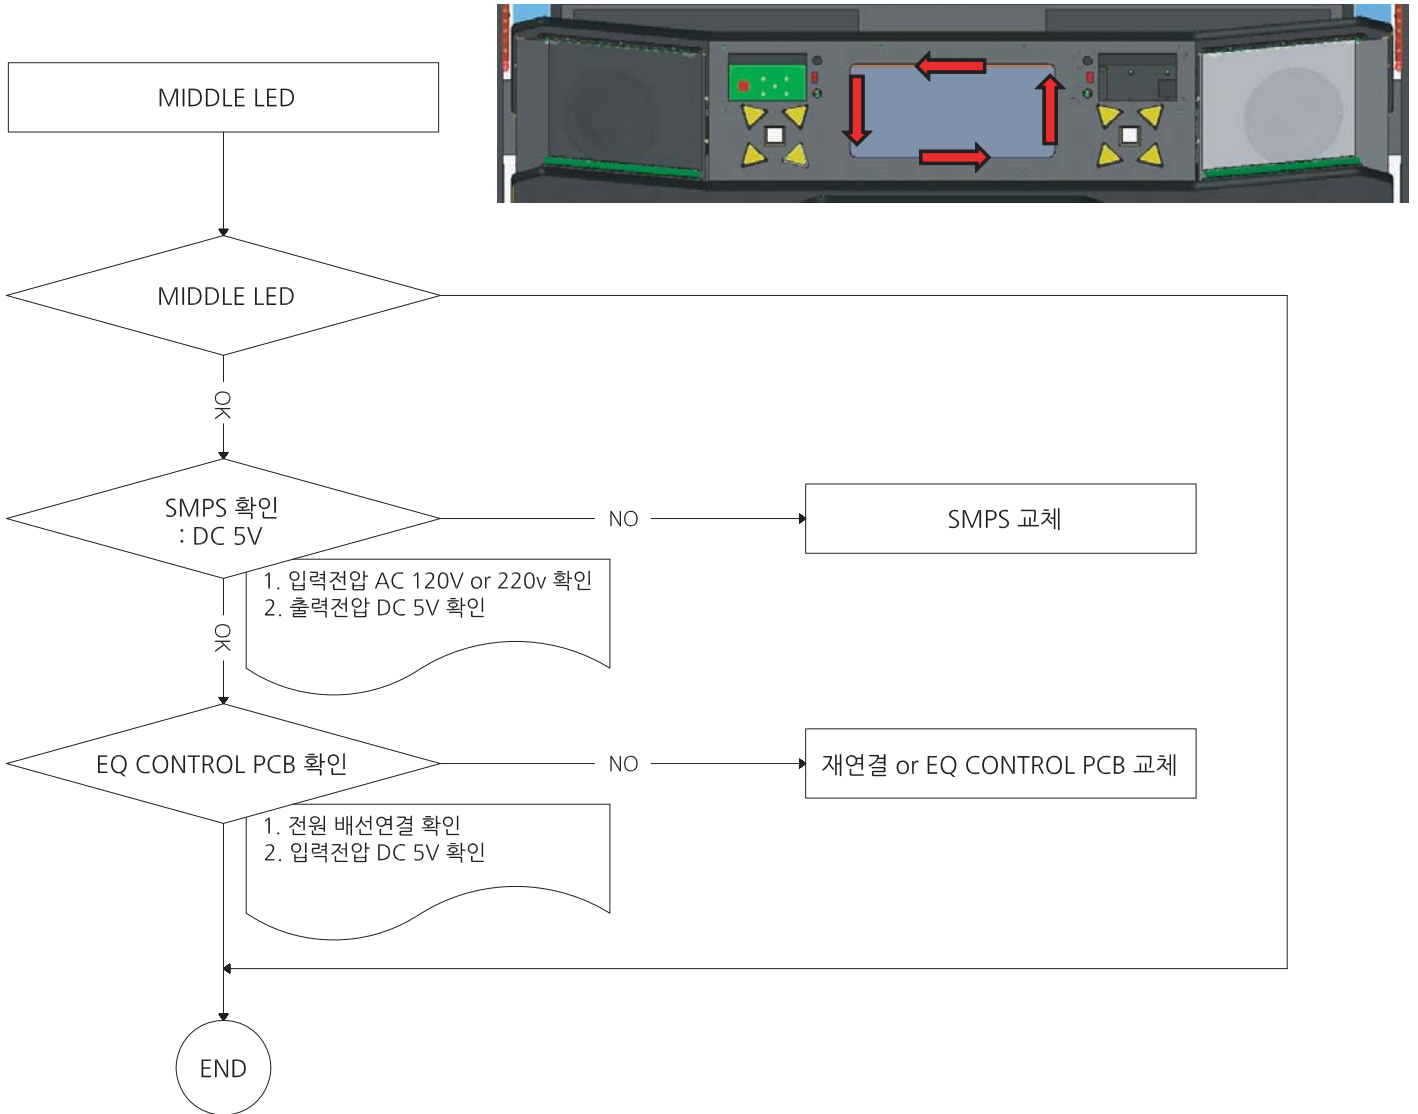 MIDDLE LED
MIDDLE LED
OK
SMPS 확인
: DC 5V
NO
SMPS 교체
1. 입력전압 AC 120V or 220v 확인
2. 출력전압 DC 5V 확인
OK
EQ CONTROL PCB 확인
NO
재연결 or EQ CONTROL PCB 교체
1. 전원 배선연결 확인
2. 입력전압 DC 5V 확인
END